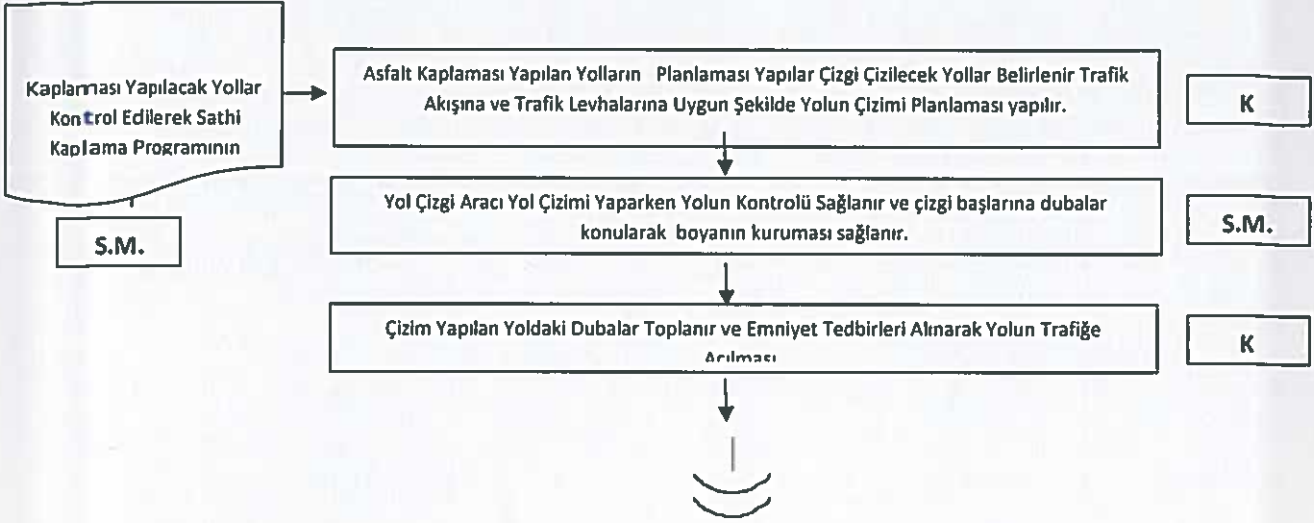 Kaplaması Yapılacak Yollar
Kontrol Edilerek Sathi
Kaplama Programının
S.M.
Asfalt Kaplaması Yapılan Yolların Planlaması Yapılar Çizgi Çizilecek Yollar Belirlenir Trafik
Akışına ve Trafik Levhalarına Uygun Şekilde Yolun Çizimi Planlaması yapılır.
K
Yol Çizgi Aracı Yol Çizimi Yaparken Yolun Kontrolü Sağlanır ve çizgi başlarına dubalar
konularak boyanın kuruması sağlanır.
S.M.
Çizim Yapılan Yoldaki Dubalar Toplanır ve Emniyet Tedbirleri Alınarak Yolun Trafiğe
Açılması
K